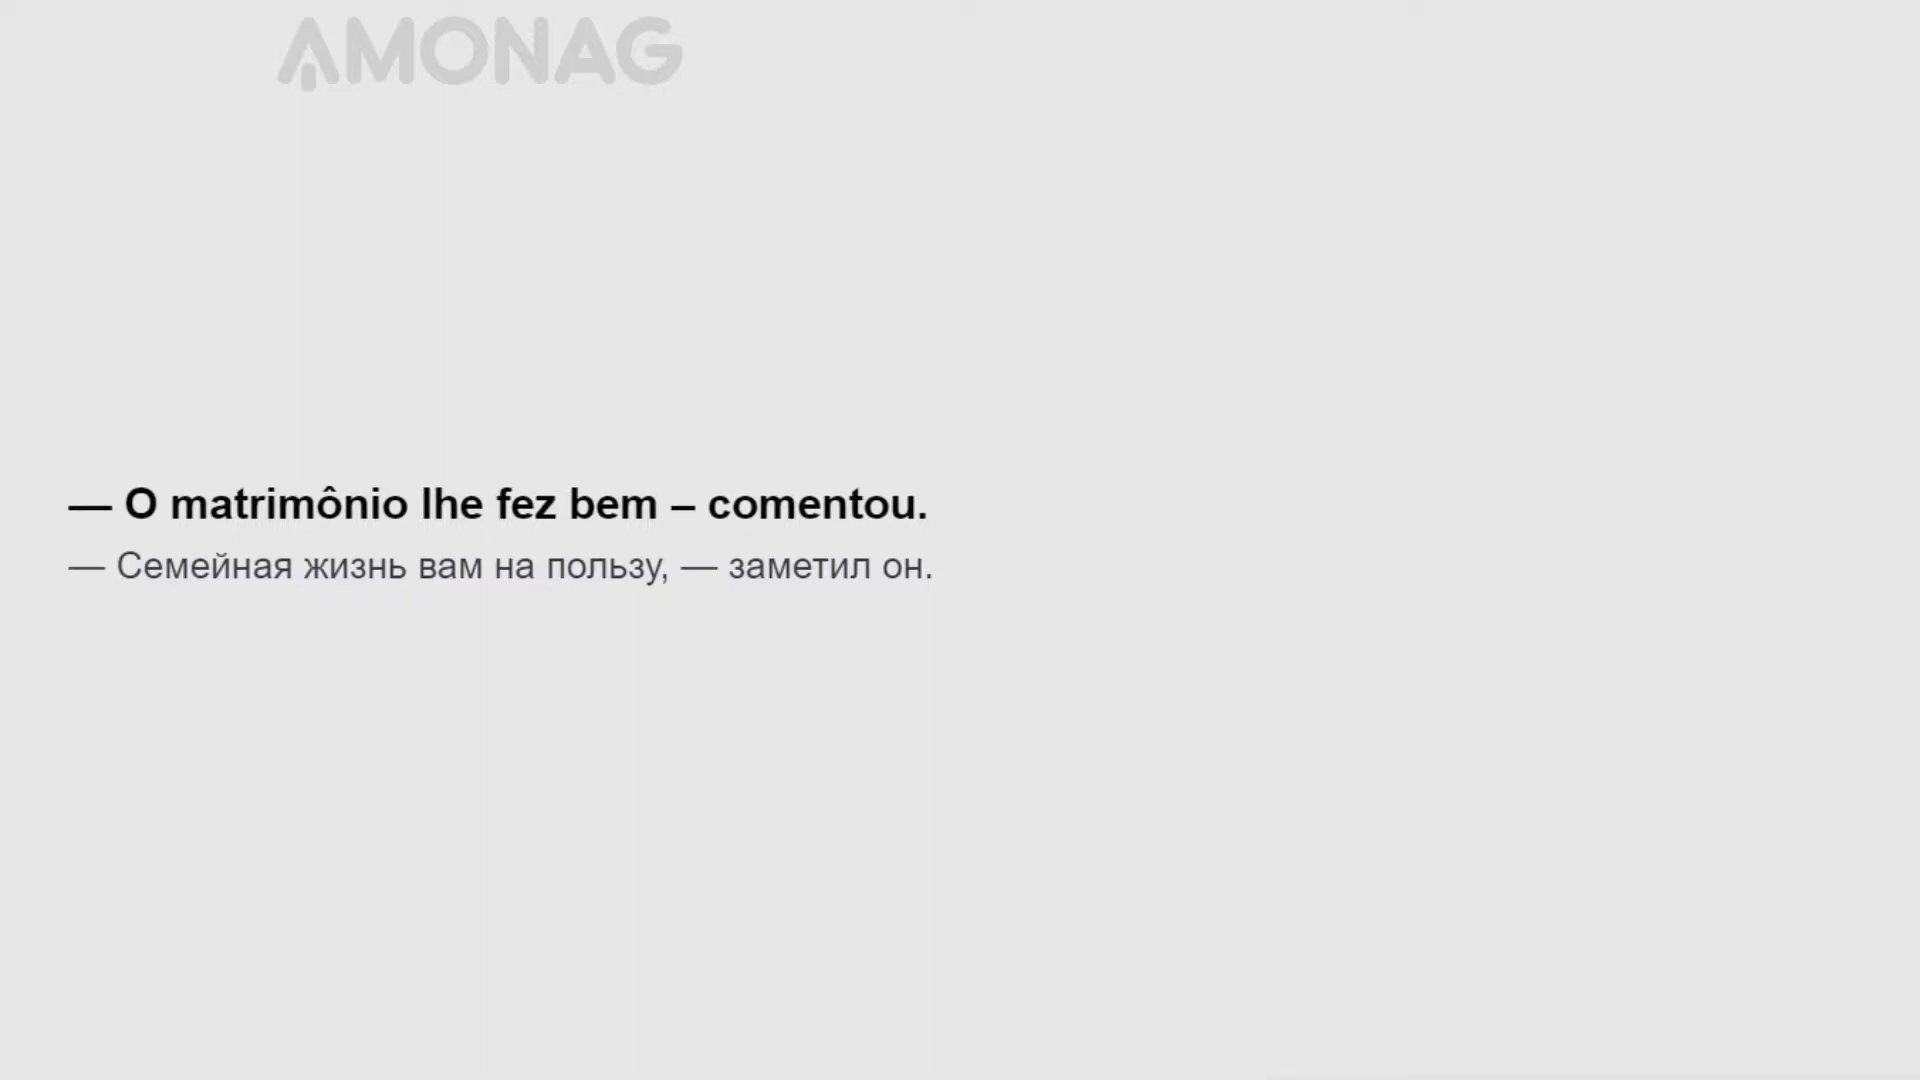 AMONAG
— O matrimônio lhe fez bem – comentou.
— Семейная жизнь вам на пользу, — заметил он.